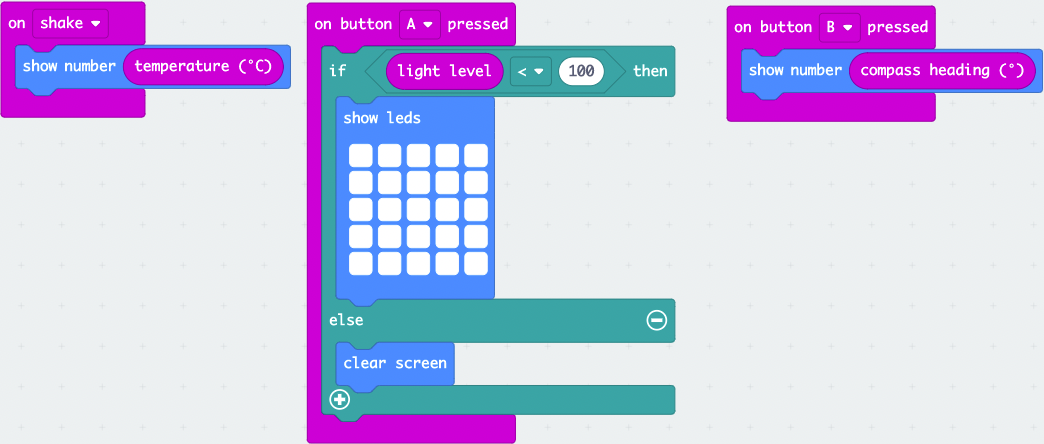 on shake
show number temperature (°C)
on button A pressed
if light level < 100 then
show leds
else
clear screen
on button B pressed
show number compass heading (°)